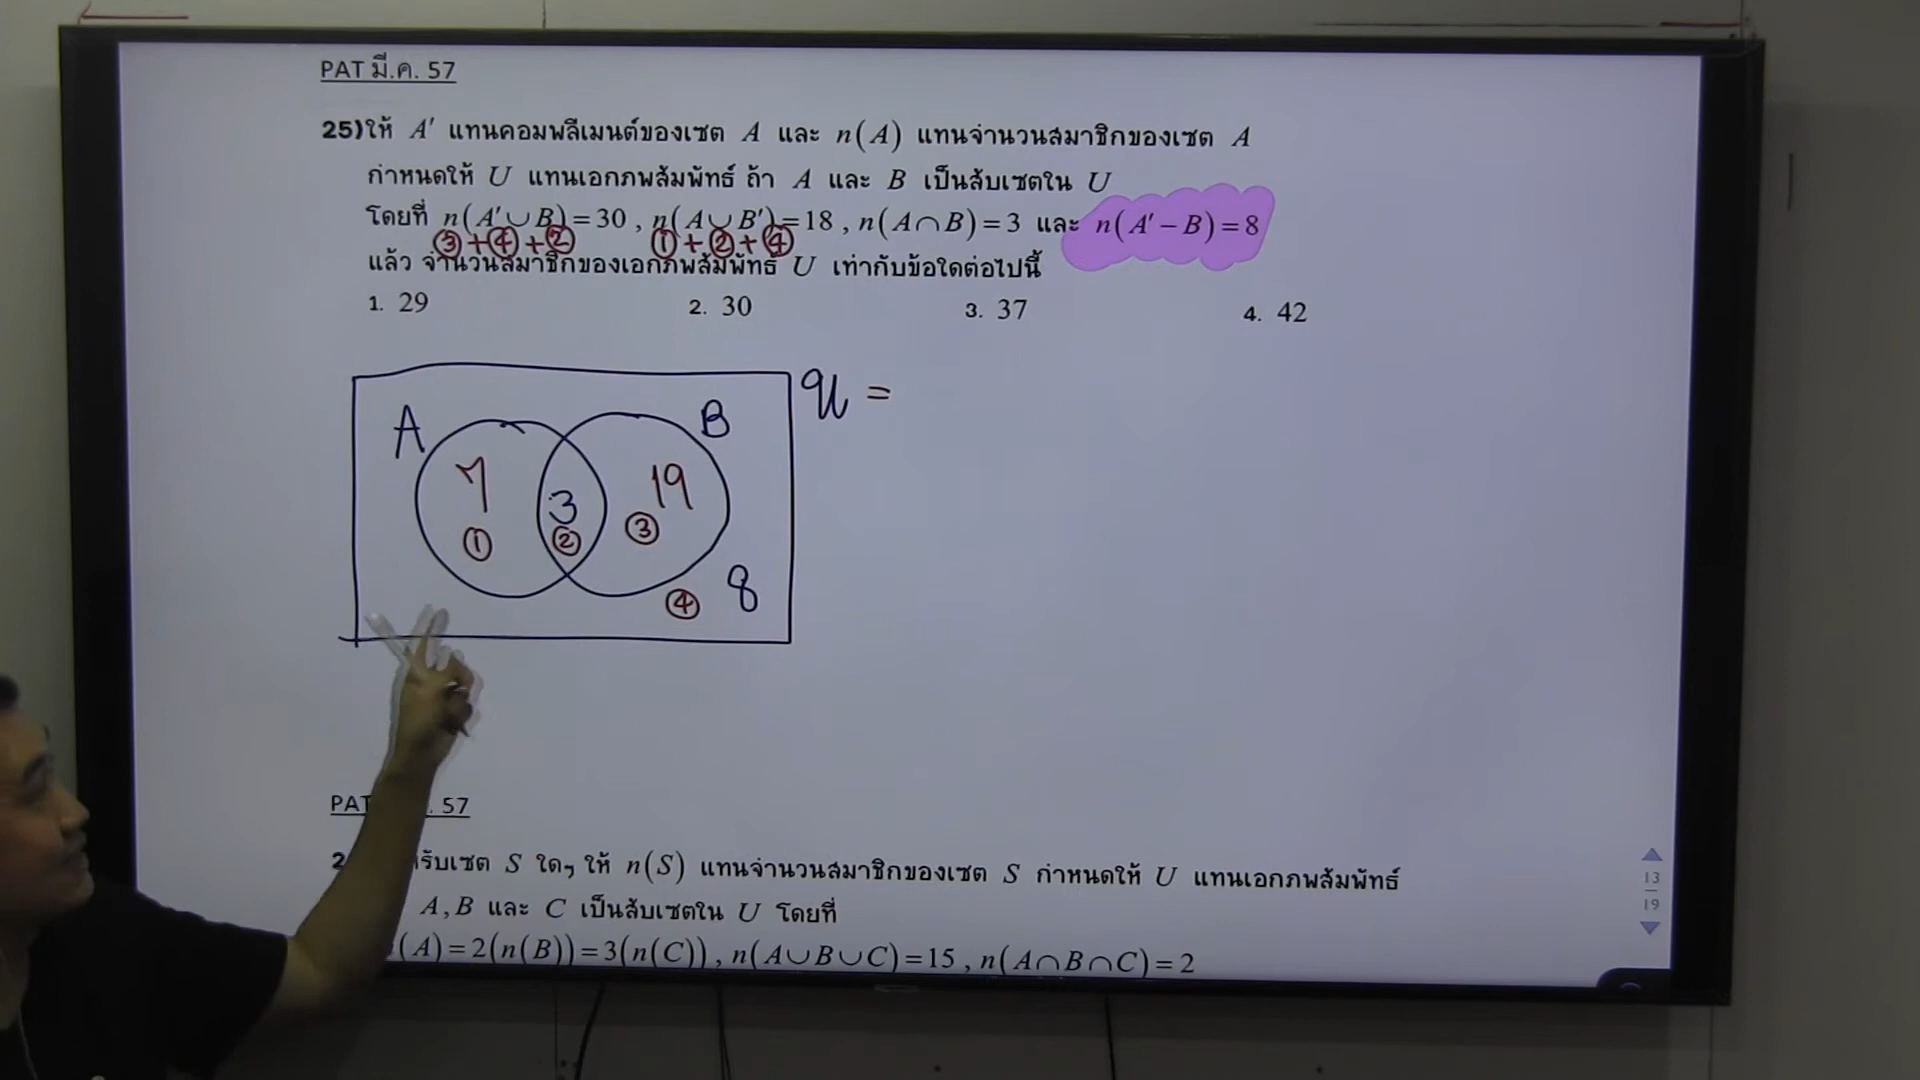 PAT มี.ค. 57
25)ให้ A' แทนคอมพลีเมนต์ของเซต A และ n(A) แทนจำนวนสมาชิกของเซต A
กำหนดให้ U แทนเอกภพสัมพัทธ์ ถ้า A และ B เป็นสับเซตใน U
โดยที่ n(A'∪B)=30 , n(A∪B')=18 , n(A∩B)=3 และ n(A'−B)=8
③+④+② ①+②+④
แล้ว จำนวนสมาชิกของเอกภพสัมพัทธ์ U เท่ากับข้อใดต่อไปนี้
1. 29 2. 30 3. 37 4. 42
U =
A B
7 3 19
① ② ③
④ 8
PAT . 57
2 รับเซต S ใดๆ ให้ n(S) แทนจำนวนสมาชิกของเซต S กำหนดให้ U แทนเอกภพสัมพัทธ์
A,B และ C เป็นสับเซตใน U โดยที่
(A)=2(n(B))=3(n(C)) , n(A∪B∪C)=15 , n(A∩B∩C)=2
13
19